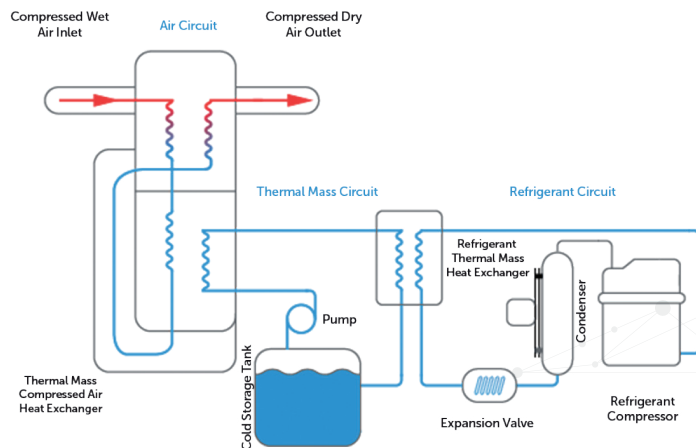 Compressed Wet
Air Inlet
Air Circuit
Compressed Dry
Air Outlet
Thermal Mass Circuit
Refrigerant Circuit
Refrigerant
Thermal Mass
Heat Exchanger
Condenser
Pump
Cold Storage Tank
Thermal Mass
Compressed Air
Heat Exchanger
Expansion Valve
Refrigerant
Compressor